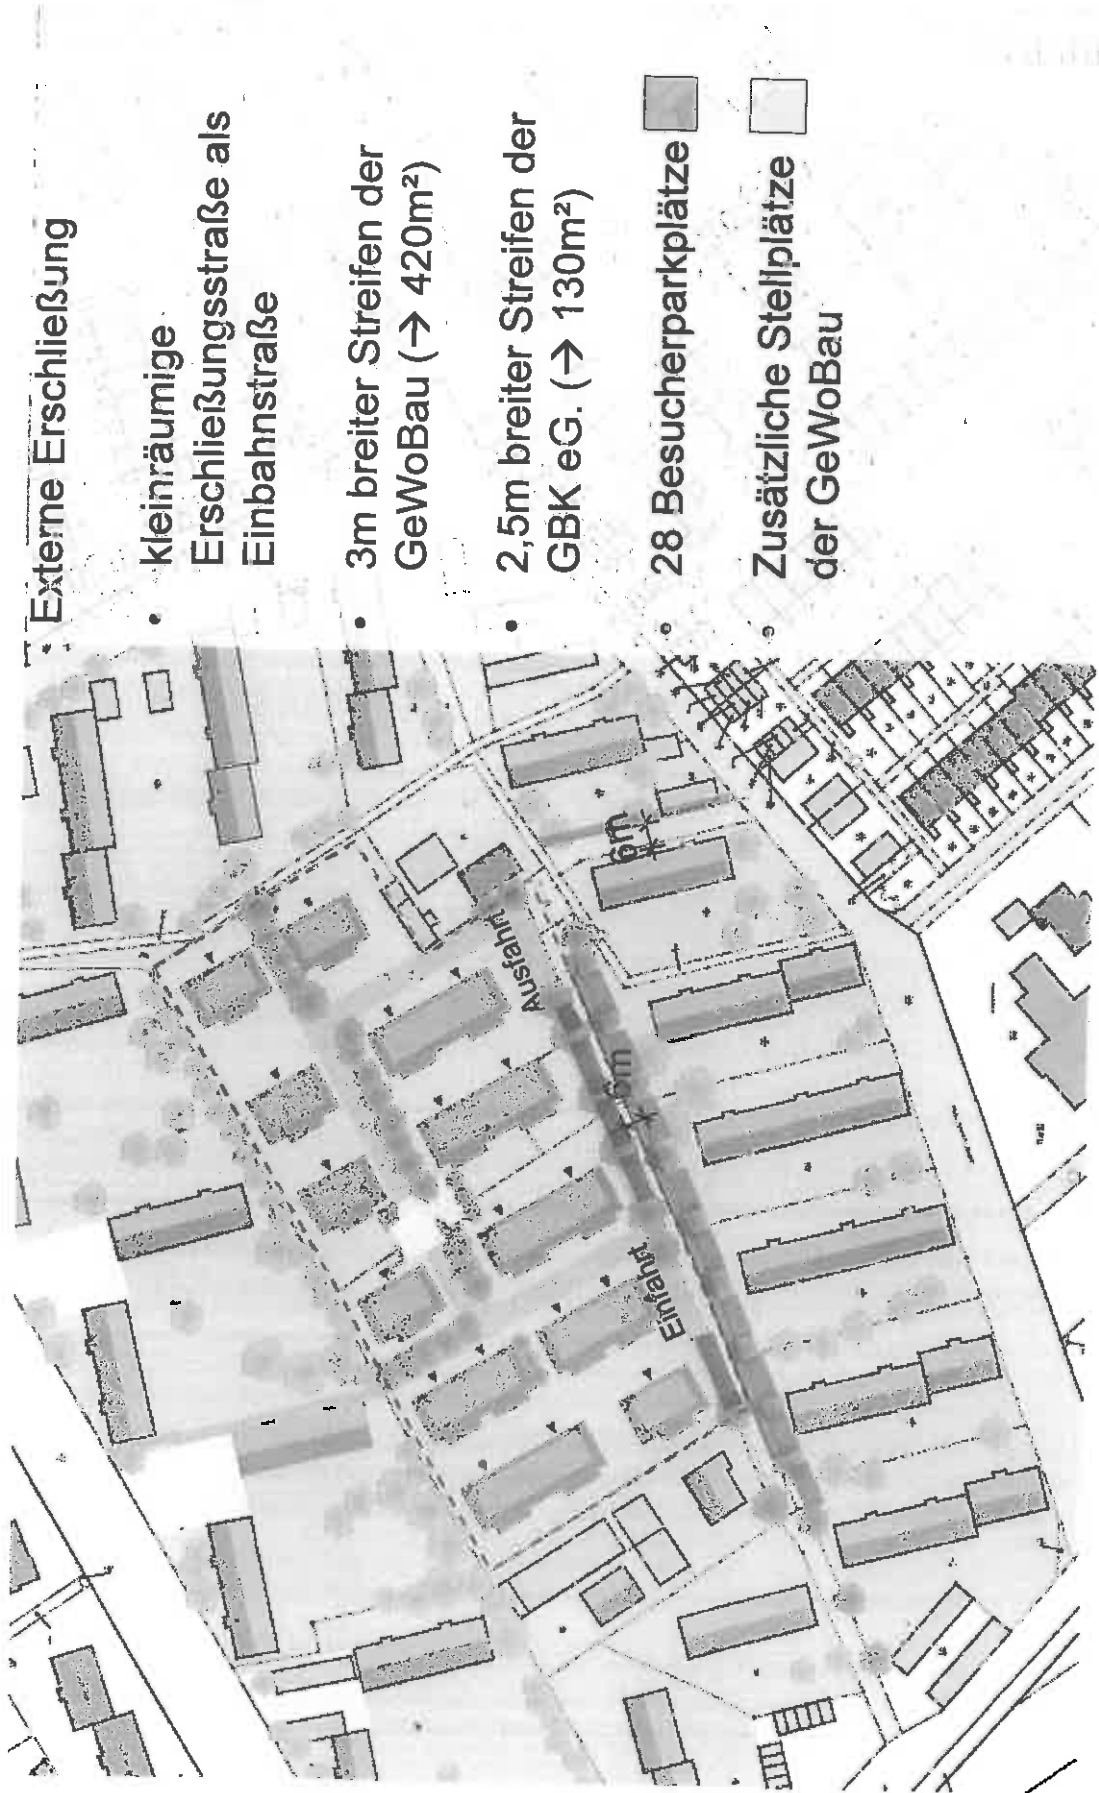 Externe Erschließung
• kleinräumige
Erschließungsstraße als
Einbahnstraße
• 3m breiter Streifen der
GeWoBau (→ 420m²)
• 2,5m breiter Streifen der
GBK eG. (→ 130m²)
• 28 Besucherparkplätze
• Zusätzliche Stellplätze
der GeWoBau
Einfahrt
Ausfahrt
6m
6m